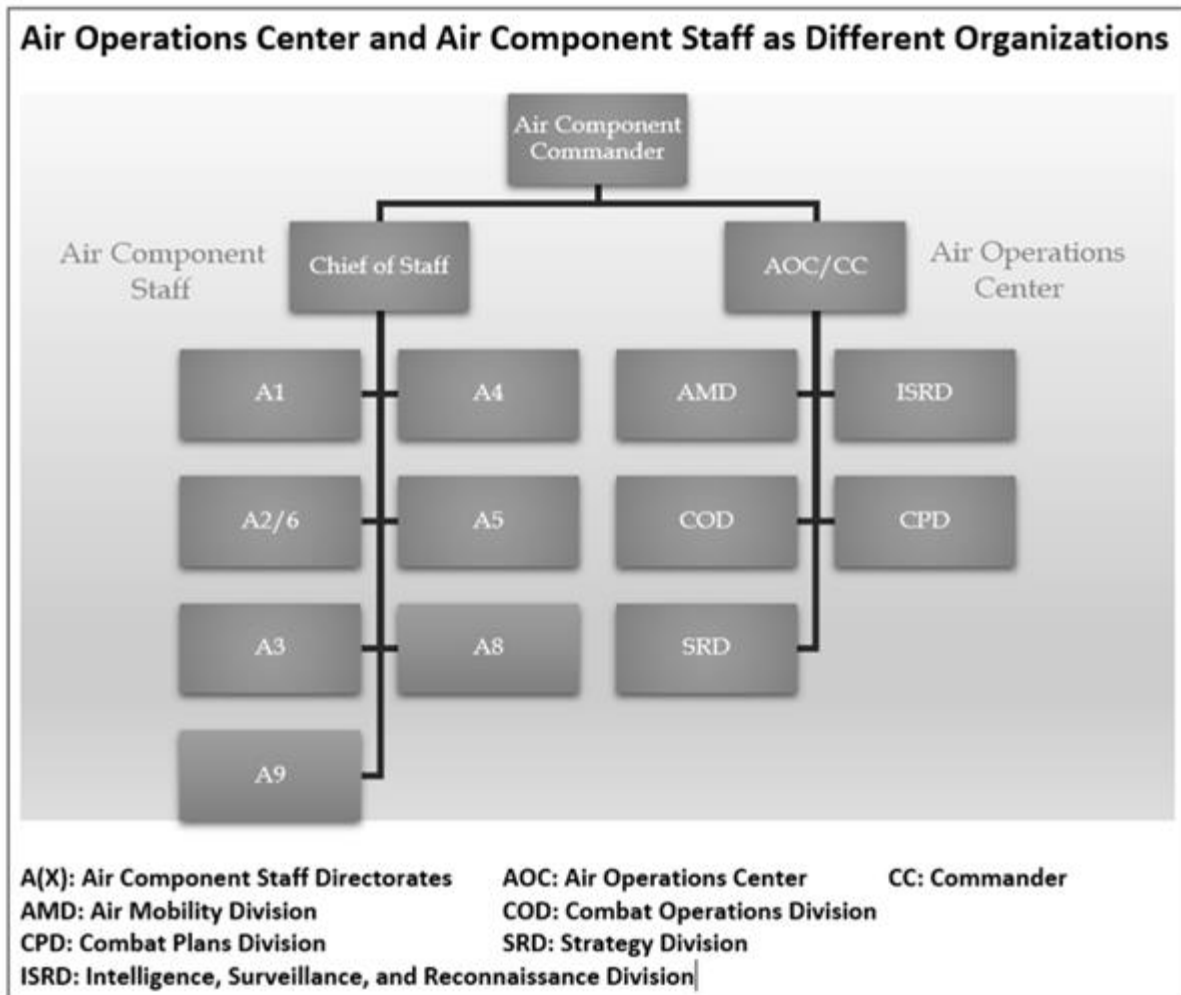 Air Operations Center and Air Component Staff as Different Organizations
Air Component
Commander
Air Component
Staff
Chief of Staff
AOC/CC
Air Operations
Center
A1
A4
AMD
ISRD
A2/6
A5
COD
CPD
A3
A8
SRD
A9
A(X): Air Component Staff Directorates
AOC: Air Operations Center
CC: Commander
AMD: Air Mobility Division
COD: Combat Operations Division
CPD: Combat Plans Division
SRD: Strategy Division
ISRD: Intelligence, Surveillance, and Reconnaissance Division